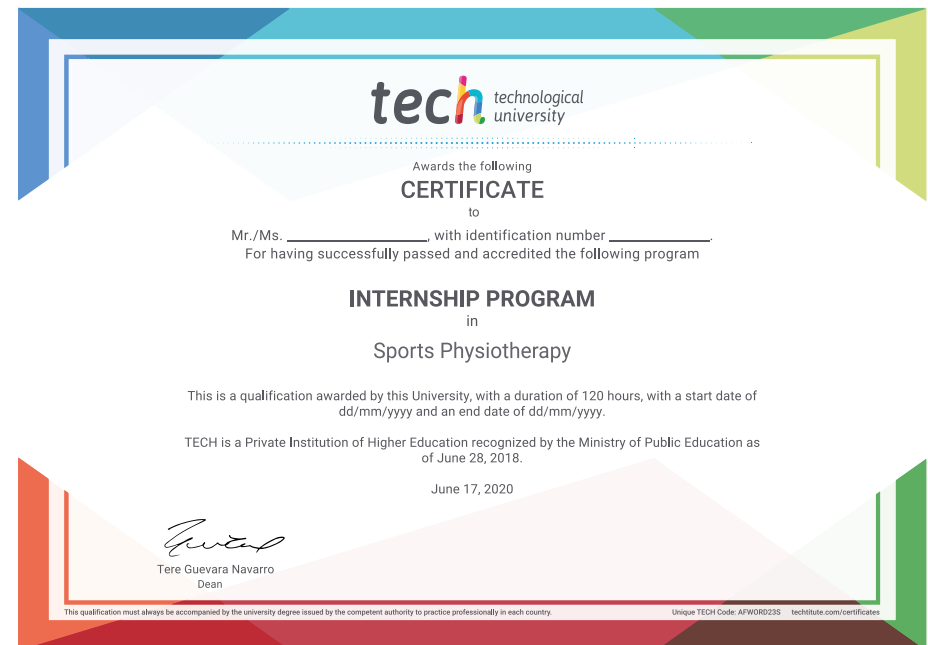 tech technological
university
Awards the following
CERTIFICATE
to
Mr./Ms. ____________________, with identification number ______________.
For having successfully passed and accredited the following program
INTERNSHIP PROGRAM
in
Sports Physiotherapy
This is a qualification awarded by this University, with a duration of 120 hours, with a start date of
dd/mm/yyyy and an end date of dd/mm/yyyy.
TECH is a Private Institution of Higher Education recognized by the Ministry of Public Education as
of June 28, 2018.
June 17, 2020
Tere Guevara Navarro
Dean
This qualification must always be accompanied by the university degree issued by the competent authority to practice professionally in each country.
Unique TECH Code: AFWORD23S techtitute.com/certificates